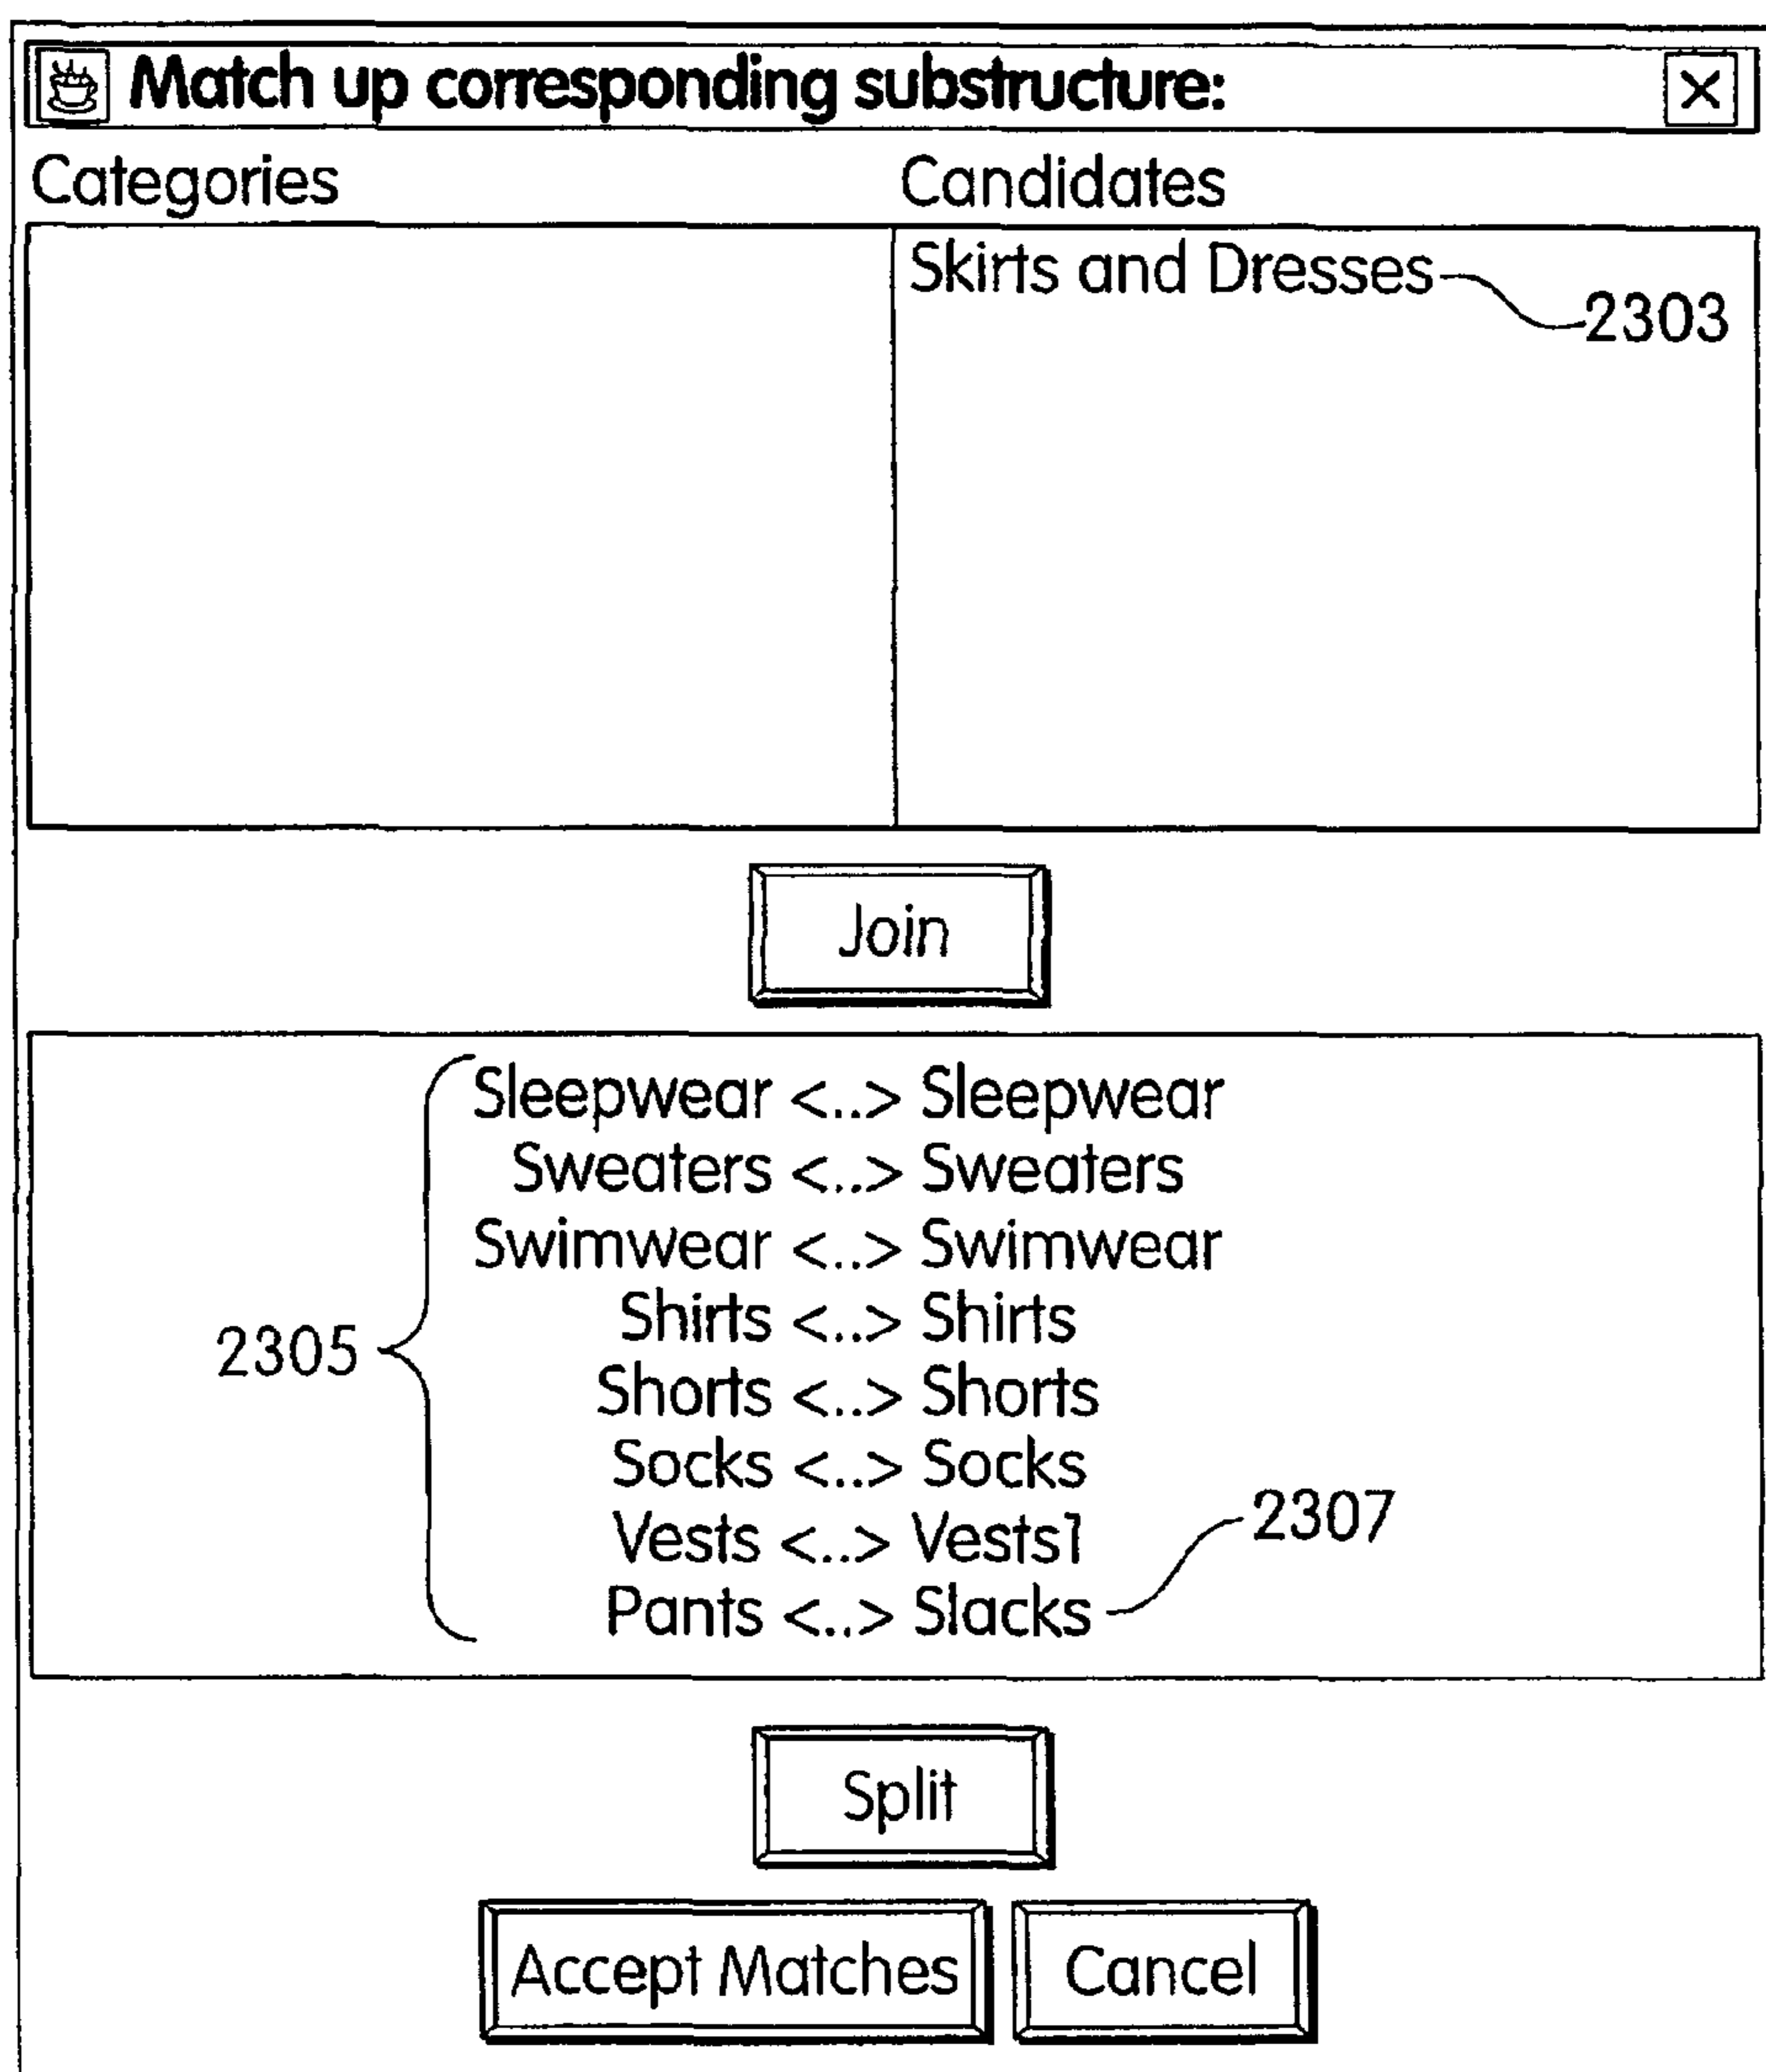 Match up corresponding substructure:
Categories Candidates
Skirts and Dresses
2303
Join
Sleepwear <..> Sleepwear
Sweaters <..> Sweaters
Swimwear <..> Swimwear
Shirts <..> Shirts
2305
Shorts <..> Shorts
Socks <..> Socks
2307
Vests <..> Vests1
Pants <..> Slacks
Split
Accept Matches Cancel